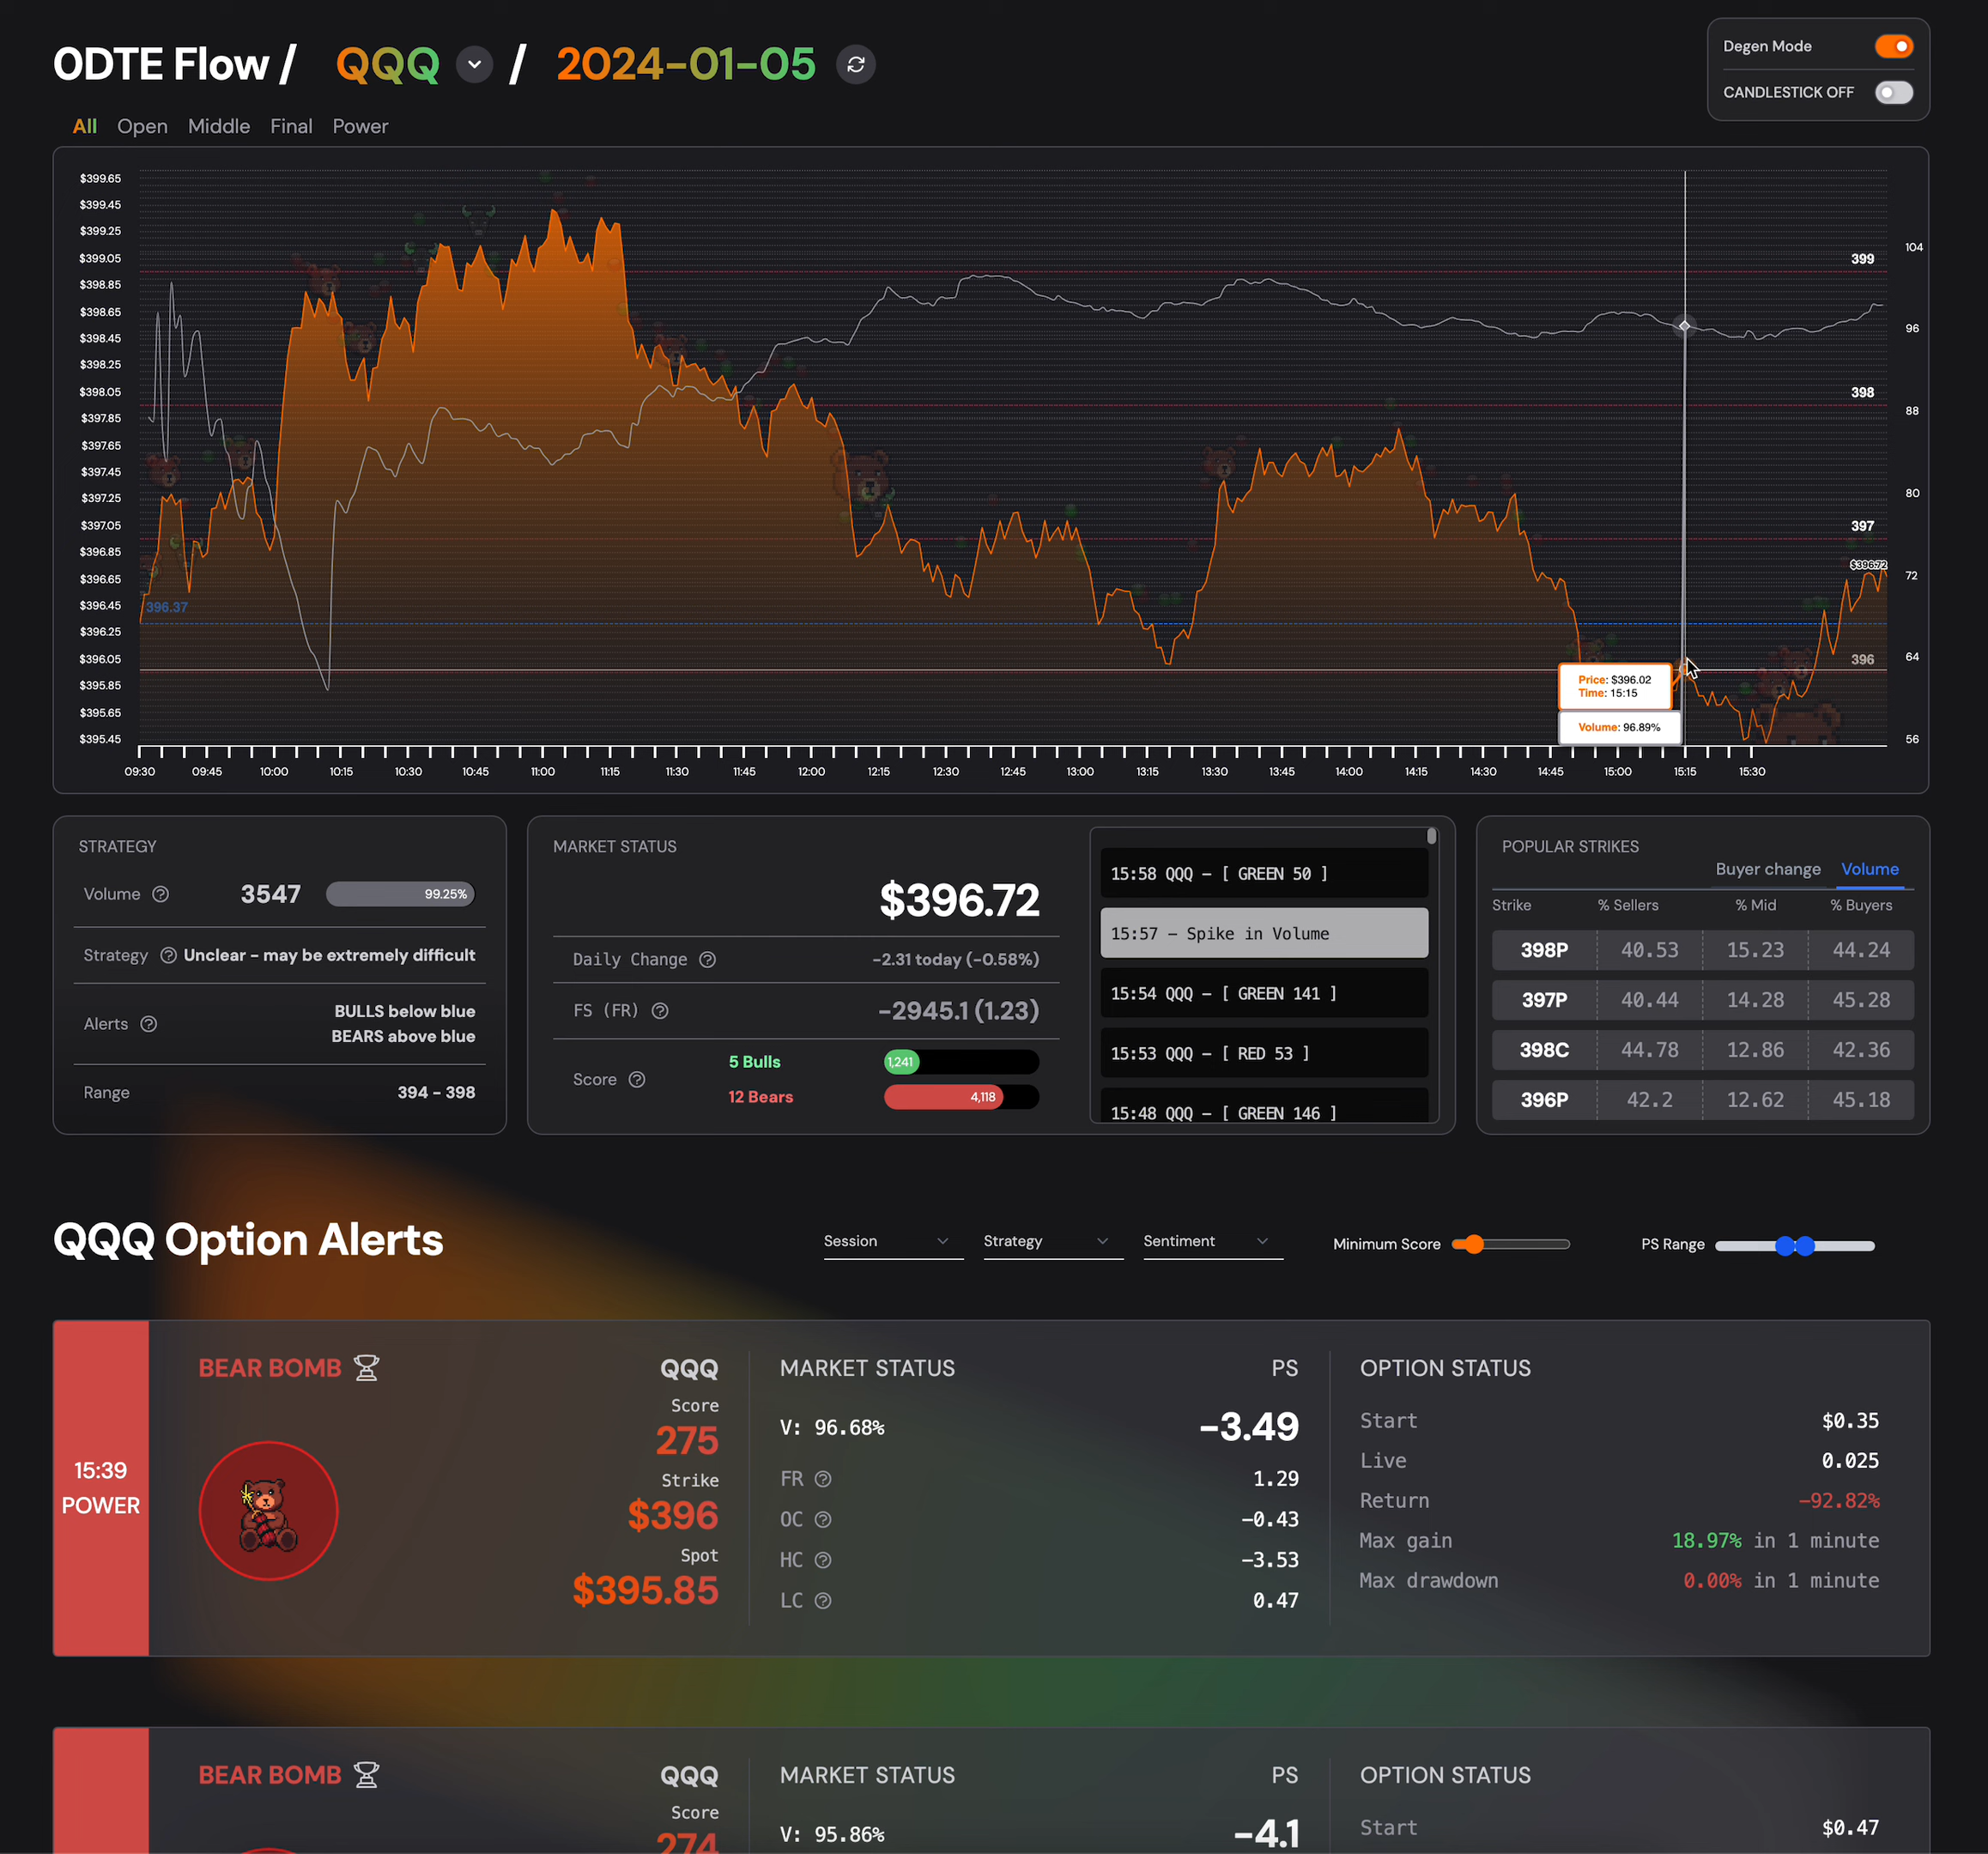 0DTE Flow / QQQ / 2024-01-05
Degen Mode
CANDLESTICK OFF
All Open Middle Final Power
$399.65
$399.45
$399.25
$399.05
$398.85
$398.65
$398.45
$398.25
$398.05
$397.85
$397.65
$397.45
$397.25
$397.05
$396.85
$396.65
$396.45
$396.25
$396.05
$395.85
$395.65
$395.45
396.37
399
398
397
$396.72
396
104
96
88
80
72
64
56
Price: $396.02
Time: 15:15
Volume: 96.89%
09:30 09:45 10:00 10:15 10:30 10:45 11:00 11:15 11:30 11:45 12:00 12:15 12:30 12:45 13:00 13:15 13:30 13:45 14:00 14:15 14:30 14:45 15:00 15:15 15:30
STRATEGY
Volume 3547 99.25%
Strategy Unclear - may be extremely difficult
Alerts BULLS below blue
BEARS above blue
Range 394 - 398
MARKET STATUS
$396.72
Daily Change -2.31 today (-0.58%)
FS (FR) -2945.1 (1.23)
Score 5 Bulls 1,241
12 Bears 4,118
15:58 QQQ - [ GREEN 50 ]
15:57 - Spike in Volume
15:54 QQQ - [ GREEN 141 ]
15:53 QQQ - [ RED 53 ]
15:48 QQQ - [ GREEN 146 ]
POPULAR STRIKES
Buyer change Volume
Strike % Sellers % Mid % Buyers
398P 40.53 15.23 44.24
397P 40.44 14.28 45.28
398C 44.78 12.86 42.36
396P 42.2 12.62 45.18
QQQ Option Alerts
Session Strategy Sentiment Minimum Score PS Range
15:39
POWER
BEAR BOMB
QQQ
Score
275
Strike
$396
Spot
$395.85
MARKET STATUS PS
V: 96.68% -3.49
FR 1.29
OC -0.43
HC -3.53
LC 0.47
OPTION STATUS
Start $0.35
Live 0.025
Return -92.82%
Max gain 18.97% in 1 minute
Max drawdown 0.00% in 1 minute
BEAR BOMB
QQQ
Score
274
MARKET STATUS PS
V: 95.86% -4.1
OPTION STATUS
Start $0.47